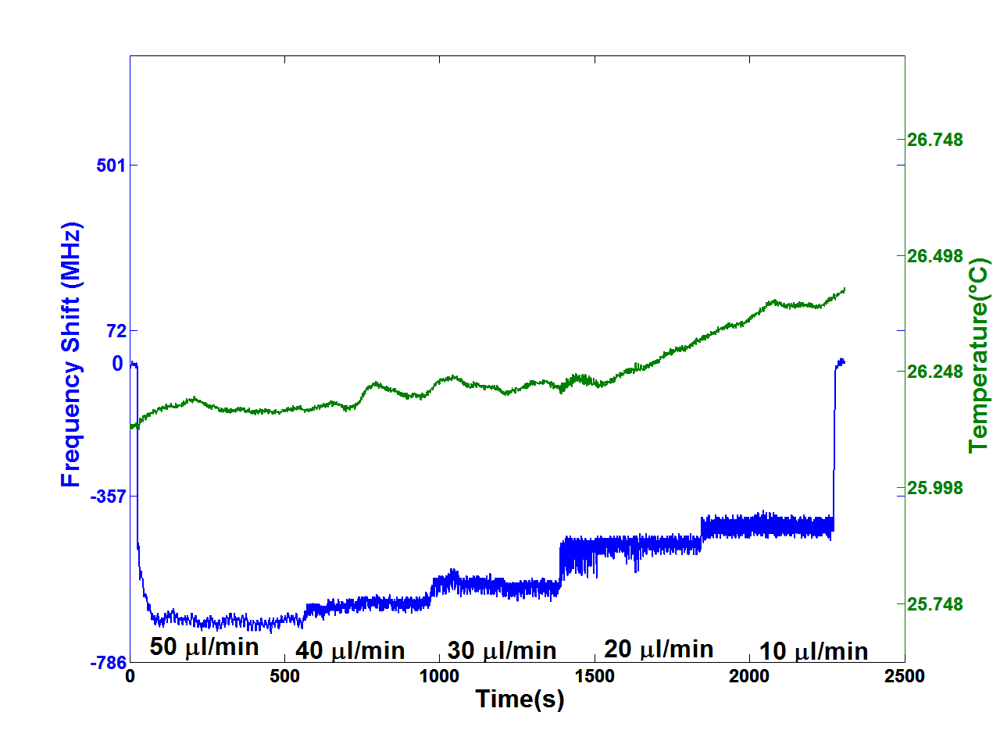 Frequency Shift (MHz)
501
72
0
-357
-786
26.748
26.498
26.248
25.998
25.748
Temperature(°C)
50 μl/min
40 μl/min
30 μl/min
20 μl/min
10 μl/min
0
500
1000
1500
2000
2500
Time(s)